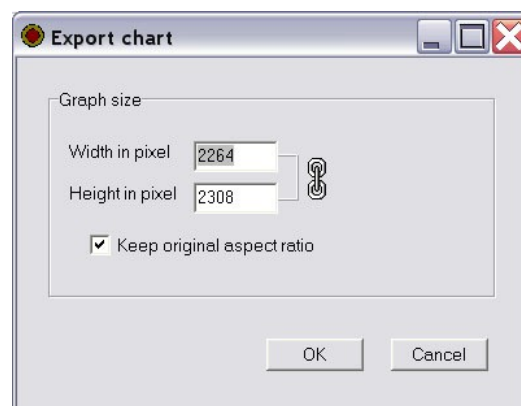 Export chart
Graph size
Width in pixel 2264
Height in pixel 2308
Keep original aspect ratio
OK Cancel